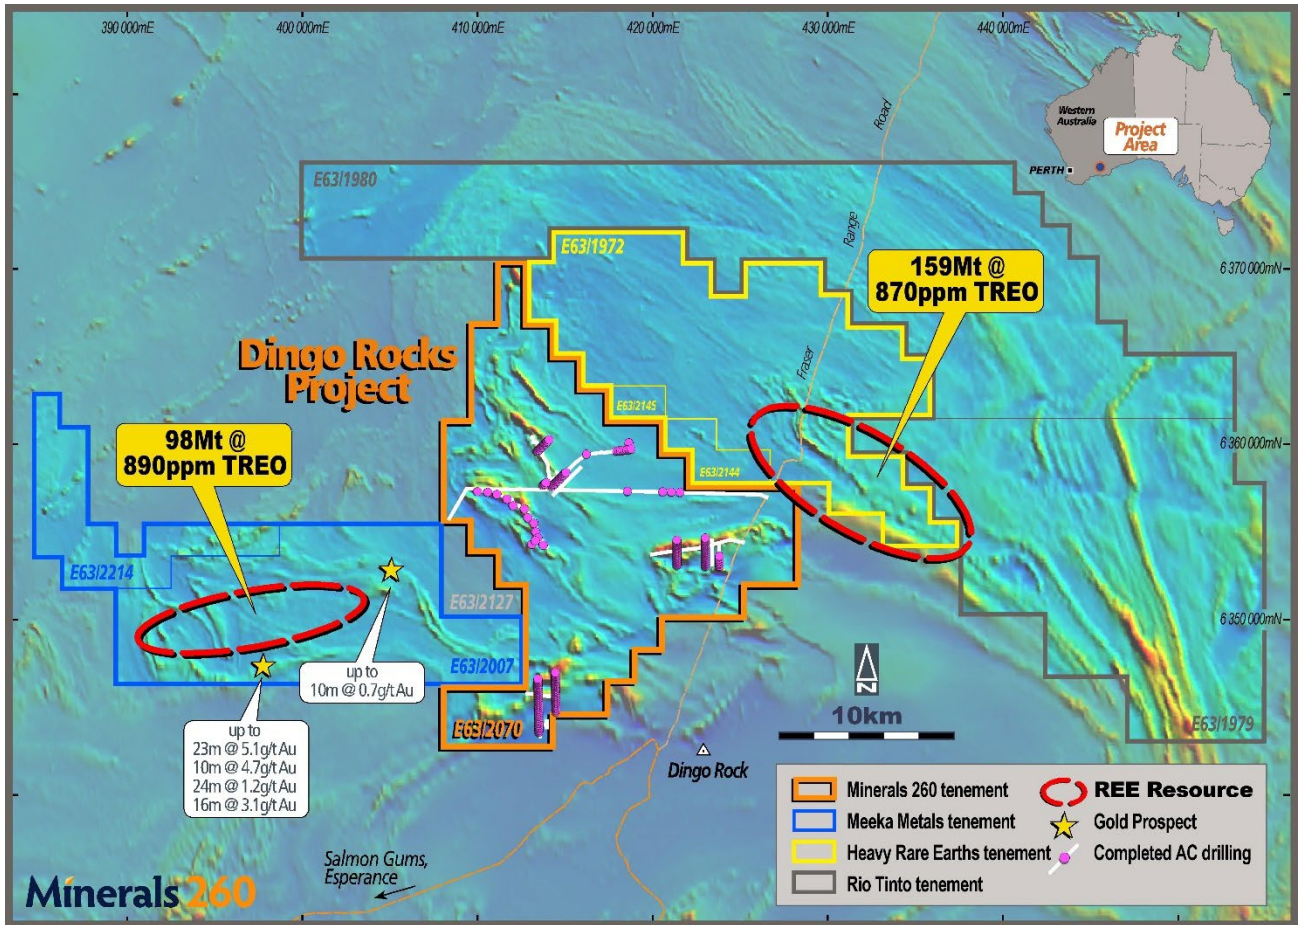 390 000mE
400 000mE
410 000mE
420 000mE
430 000mE
440 000mE
Road
Western
Australia
Project
Area
PERTH
E63/1980
Range
E63/1972
159Mt @
870ppm TREO
6 370 000mN
Dingo Rocks
Project
Fraser
E63/2145
98Mt @
890ppm TREO
E63/2144
6 360 000mN
E63/2214
E63/2127
6 350 000mN
E63/2007
up to
10m @ 0.7g/t Au
E63/2070
10km
N
E63/1979
up to
23m @ 5.1g/t Au
10m @ 4.7g/t Au
24m @ 1.2g/t Au
16m @ 3.1g/t Au
Dingo Rock
Minerals 260 tenement
Meeka Metals tenement
Heavy Rare Earths tenement
Rio Tinto tenement
REE Resource
Gold Prospect
Completed AC drilling
Salmon Gums,
Esperance
Minerals 260